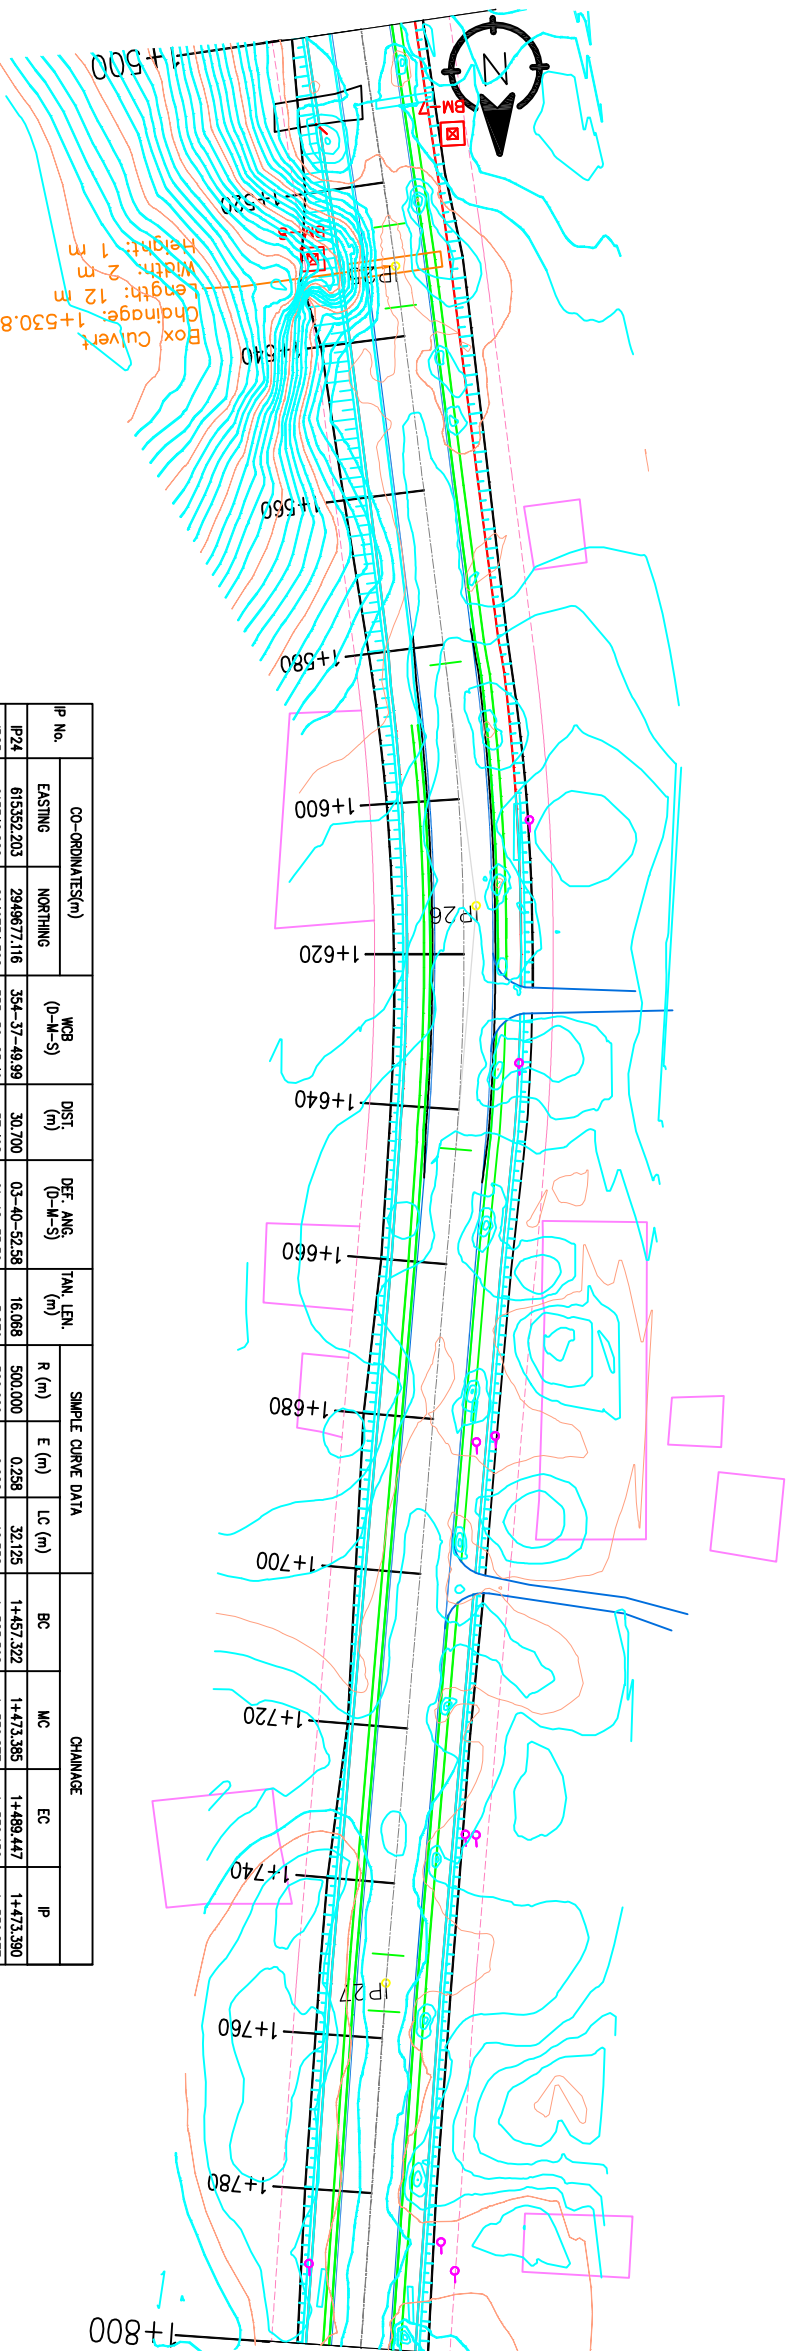 N
1+500
BM-7
1+520
BM-8
IP25
Box Culvert
Chainage: 1+530.8
Length: 12 m
Width: 2 m
Height: 1 m
1+540
1+560
1+580
1+600
IP26
1+620
1+640
1+660
1+680
1+700
1+720
1+740
IP27
1+760
1+780
1+800
IP No. CO-ORDINATES(m) WCB (D-M-S) DIST. (m) DEF. ANG. (D-M-S) TAN. LEN. (m) SIMPLE CURVE DATA CHAINAGE
EASTING NORTHING R (m) E (m) LC (m) BC MC EC IP
IP24 615352.203 2949677.116 354-37-49.99 30.700 03-40-52.58 16.068 500.000 0.258 32.125 1+457.322 1+473.385 1+489.447 1+473.390